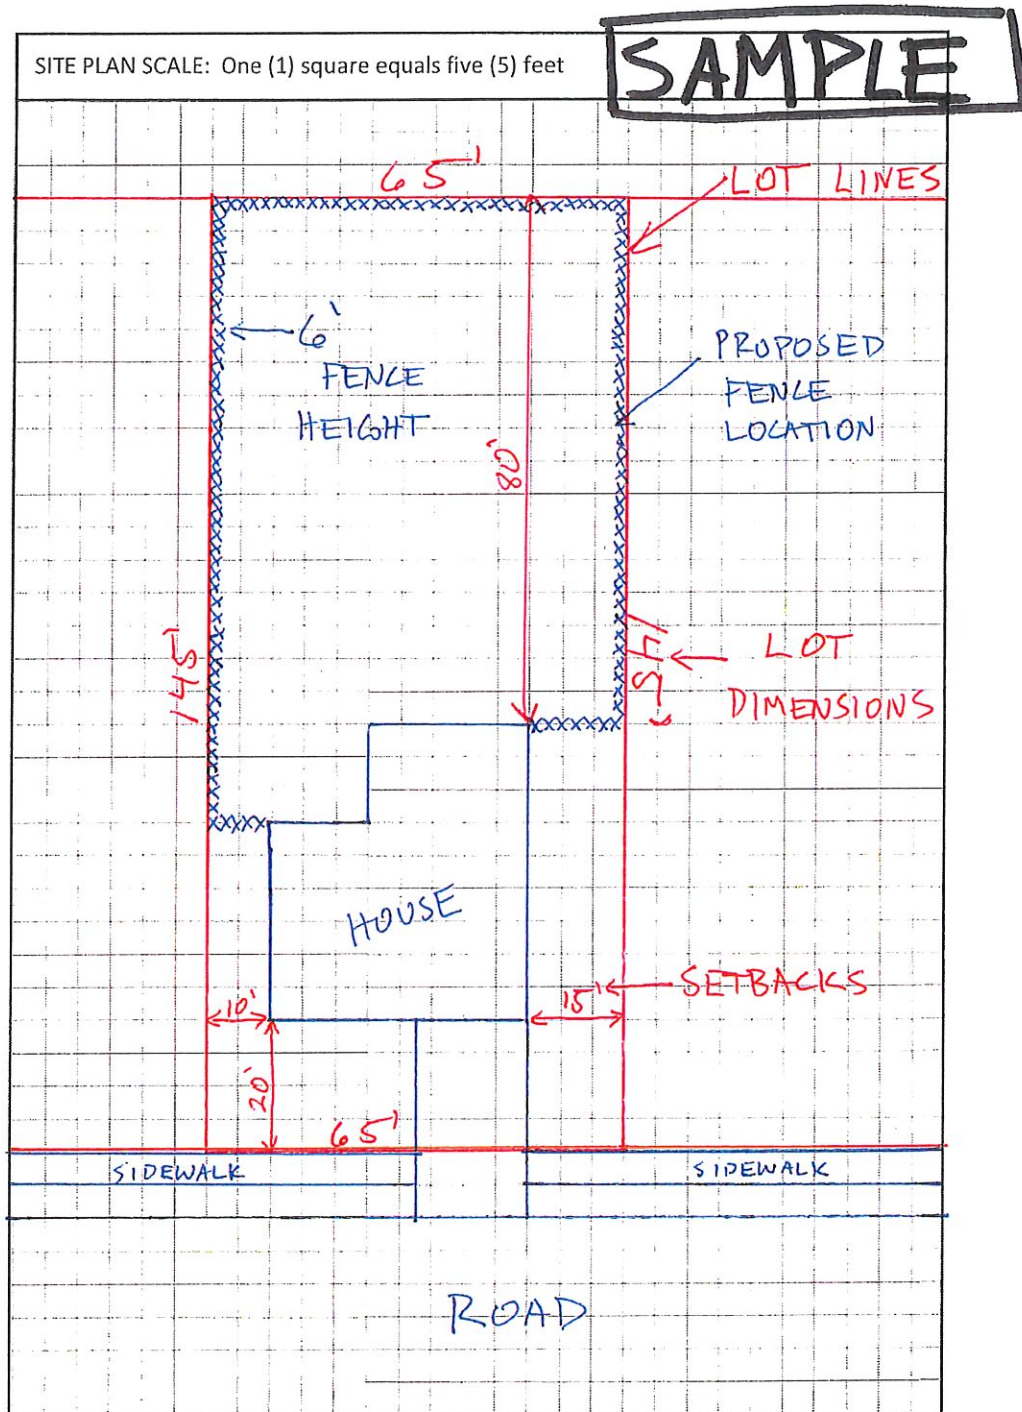 SITE PLAN SCALE: One (1) square equals five (5) feet
SAMPLE
65'
LOT LINES
6'
FENCE
HEIGHT
PROPOSED
FENCE
LOCATION
80'
145'
145'
LOT
DIMENSIONS
HOUSE
SETBACKS
10'
15'
20'
65'
SIDEWALK
SIDEWALK
ROAD